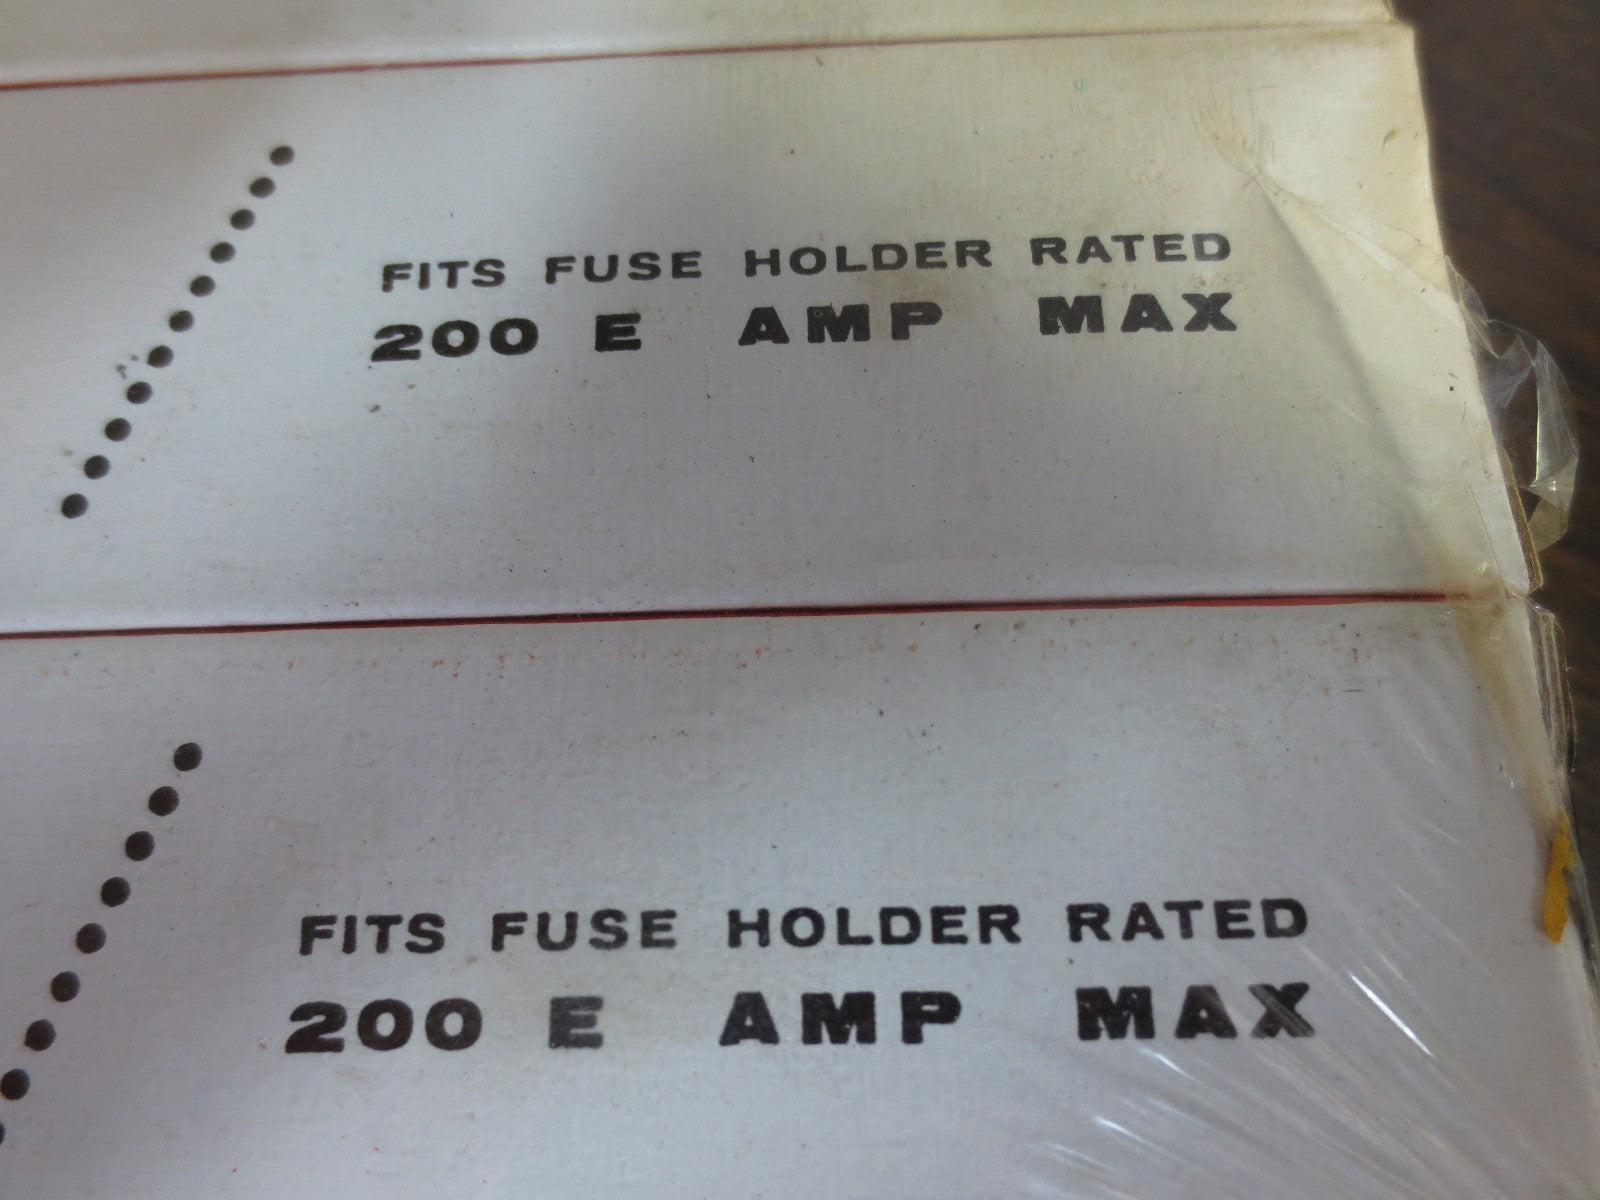 FITS FUSE HOLDER RATED
200 E AMP MAX
FITS FUSE HOLDER RATED
200 E AMP MAX